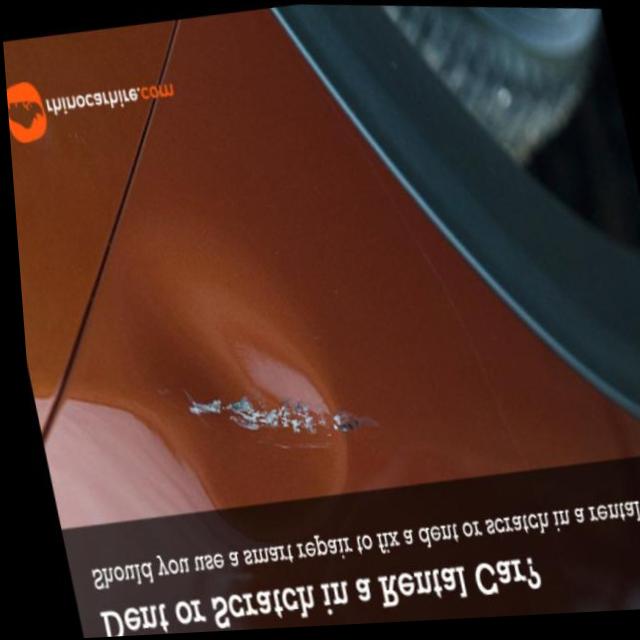 Dent or Scratch in a Rental Car?
Should you use a smart repair to fix a dent or scratch in a rental
rhinocarhire.com